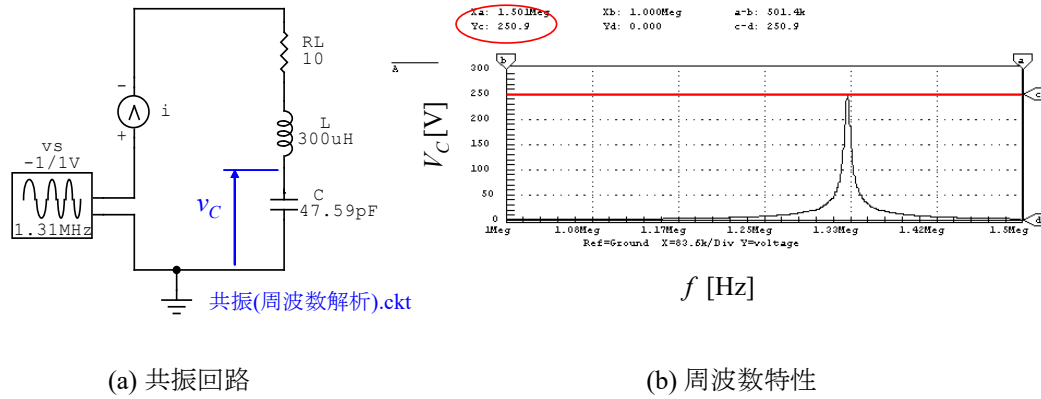 Xa: 1.501Meg Xb: 1.000Meg a-b: 501.4k
Yc: 250.9 Yd: 0.000 c-d: 250.9
RL
10
-
i
+
L
300uH
vs
-1/1V
1.31MHz
v_C
C
47.59pF
共振(周波数解析).ckt
A
b
a
c
d
V_C [V]
300
250
200
150
100
50
0
1Meg 1.08Meg 1.17Meg 1.25Meg 1.33Meg 1.42Meg 1.5Meg
Ref=Ground X=83.6k/Div Y=voltage
f [Hz]
(a) 共振回路
(b) 周波数特性